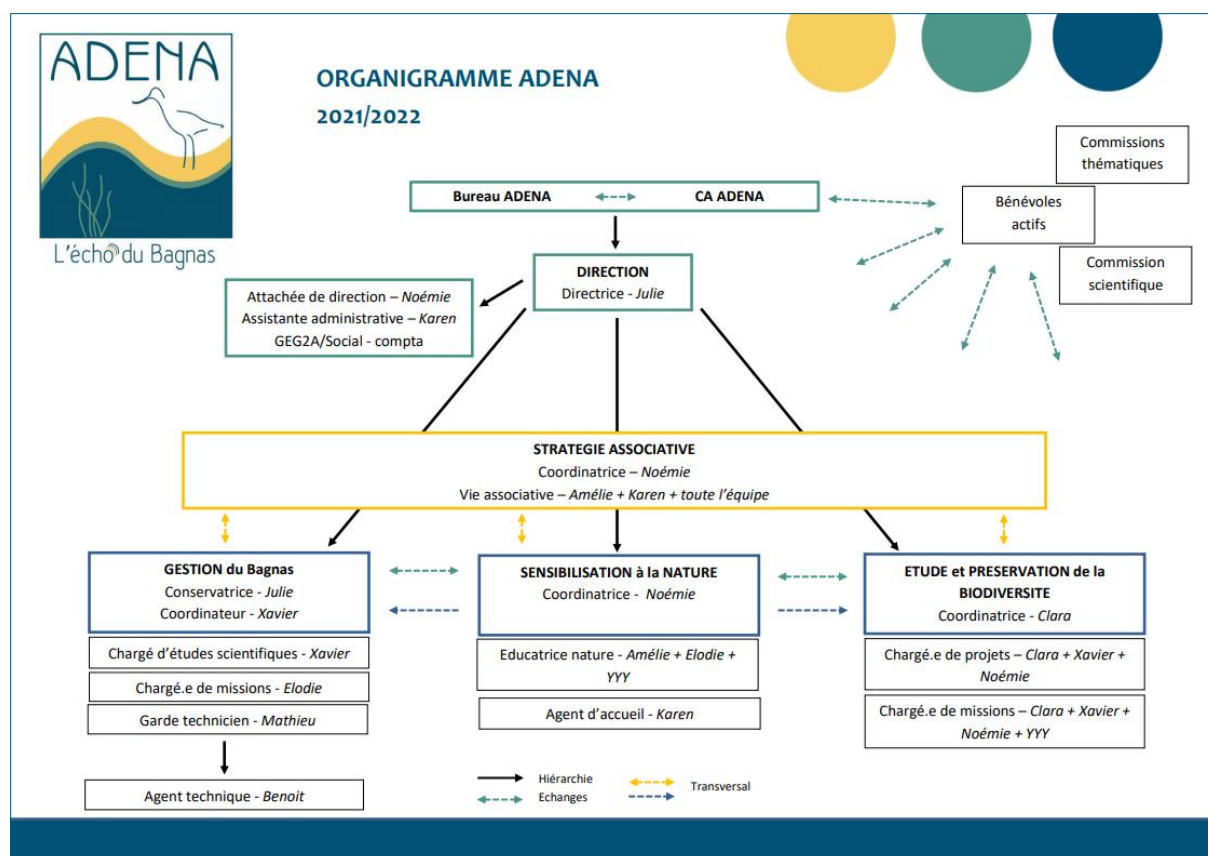 ADENA
L'écho du Bagnas
ORGANIGRAMME ADENA
2021/2022
Commissions
thématiques
Bénévoles
actifs
Commission
scientifique
Bureau ADENA
CA ADENA
DIRECTION
Directrice - Julie
Attachée de direction – Noémie
Assistante administrative – Karen
GEG2A/Social - compta
STRATEGIE ASSOCIATIVE
Coordinatrice – Noémie
Vie associative – Amélie + Karen + toute l'équipe
GESTION du Bagnas
Conservatrice - Julie
Coordinateur - Xavier
Chargé d'études scientifiques - Xavier
Chargé.e de missions - Elodie
Garde technicien - Mathieu
Agent technique - Benoit
SENSIBILISATION à la NATURE
Coordinatrice - Noémie
Educatrice nature - Amélie + Elodie +
YYY
Agent d'accueil - Karen
ETUDE et PRESERVATION de la
BIODIVERSITE
Coordinatrice - Clara
Chargé.e de projets – Clara + Xavier +
Noémie
Chargé.e de missions – Clara + Xavier +
Noémie + YYY
Hiérarchie
Echanges
Transversal